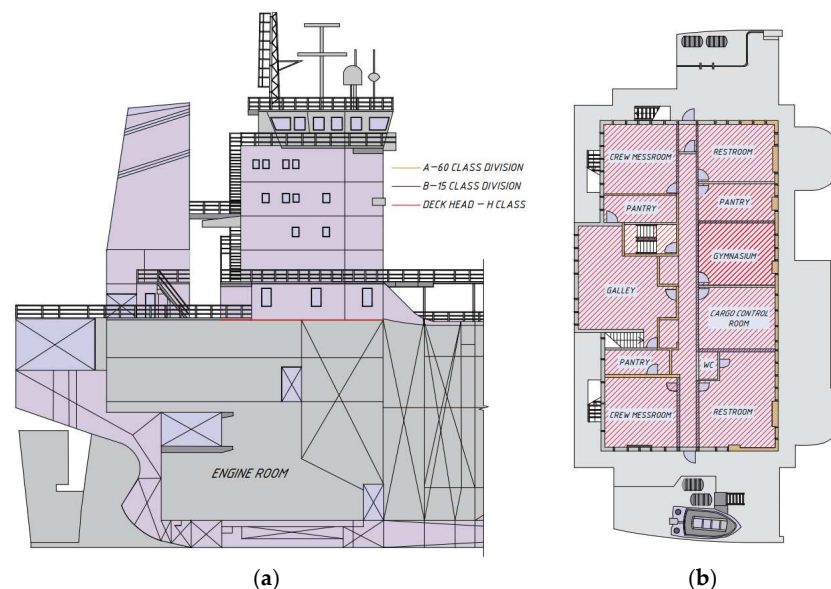 A-60 CLASS DIVISION
B-15 CLASS DIVISION
DECK HEAD - H CLASS
ENGINE ROOM
(a)
CREW MESSROOM
RESTROOM
PANTRY
PANTRY
GYMNASIUM
GALLEY
CARGO CONTROL
ROOM
PANTRY
WC
CREW MESSROOM
RESTROOM
(b)